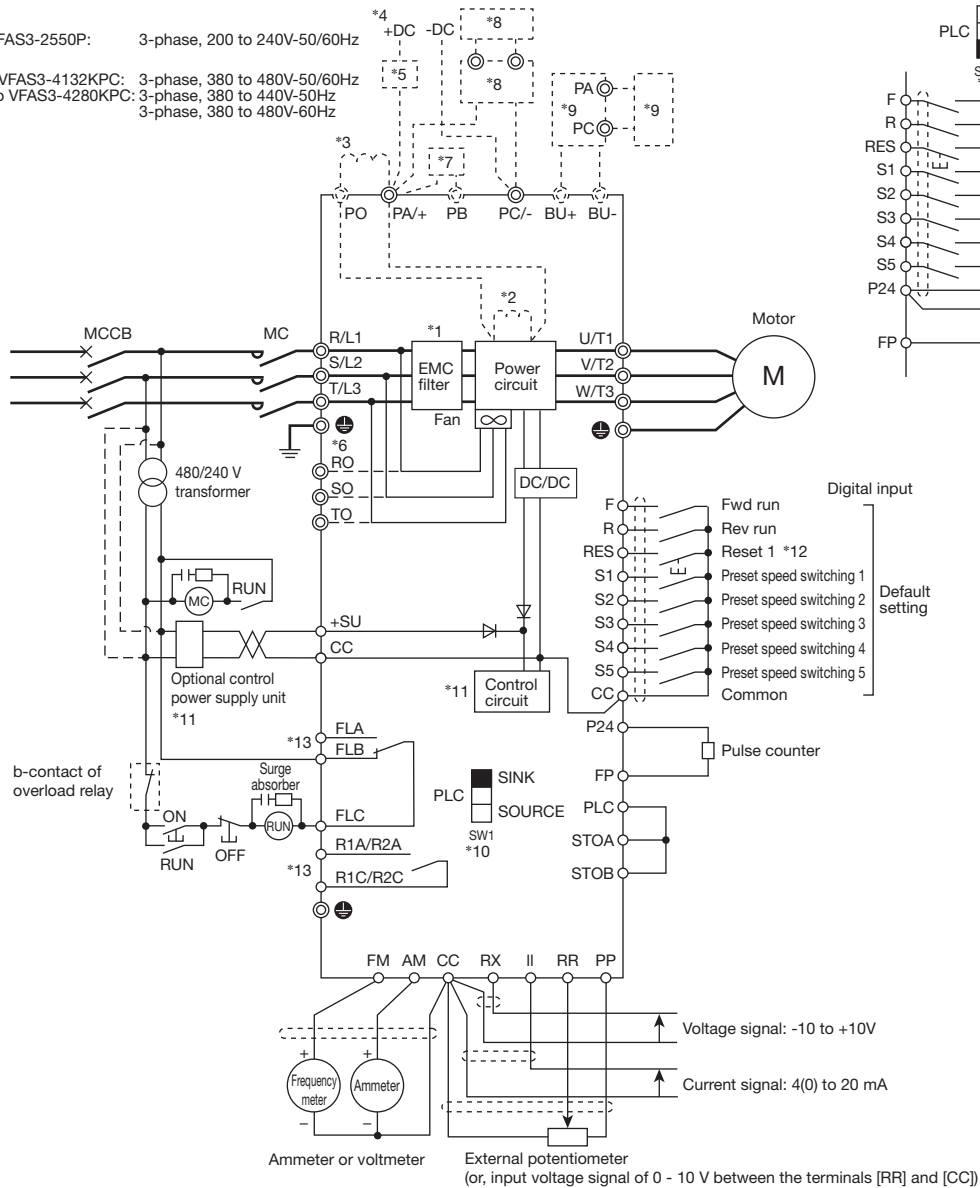 FAS3-2550P: 3-phase, 200 to 240V-50/60Hz
VFAS3-4132KPC: 3-phase, 380 to 480V-50/60Hz
VFAS3-4280KPC: 3-phase, 380 to 440V-50Hz
3-phase, 380 to 480V-60Hz
*4
+DC
-DC
*8
*5
*8
PA
*9
*9
PC
*3
*7
PO
PA/+
PB
PC/-
BU+
BU-
PLC
F
R
RES
S1
S2
S3
S4
S5
P24
FP
*2
MCCB
MC
R/L1
*1
U/T1
Motor
S/L2
EMC filter
Power circuit
V/T2
M
T/L3
W/T3
Fan
*6
RO
480/240 V
transformer
SO
DC/DC
TO
Digital input
F
Fwd run
R
Rev run
RES
Reset 1 *12
S1
Preset speed switching 1
MC
RUN
S2
Preset speed switching 2
Default
setting
+SU
S3
Preset speed switching 3
CC
S4
Preset speed switching 4
Optional control
power supply unit
*11
*11
Control
circuit
S5
Preset speed switching 5
CC
Common
*13
FLA
P24
FLB
Pulse counter
b-contact of
overload relay
Surge
absorber
PLC
SINK
SOURCE
FP
SW1
*10
PLC
ON
RUN
FLC
STOA
RUN
OFF
R1A/R2A
*13
R1C/R2C
STOB
FM
AM
CC
RX
II
RR
PP
Voltage signal: -10 to +10V
+
+
Frequency
meter
Ammeter
Current signal: 4(0) to 20 mA
−
−
Ammeter or voltmeter
External potentiometer
(or, input voltage signal of 0 - 10 V between the terminals [RR] and [CC])